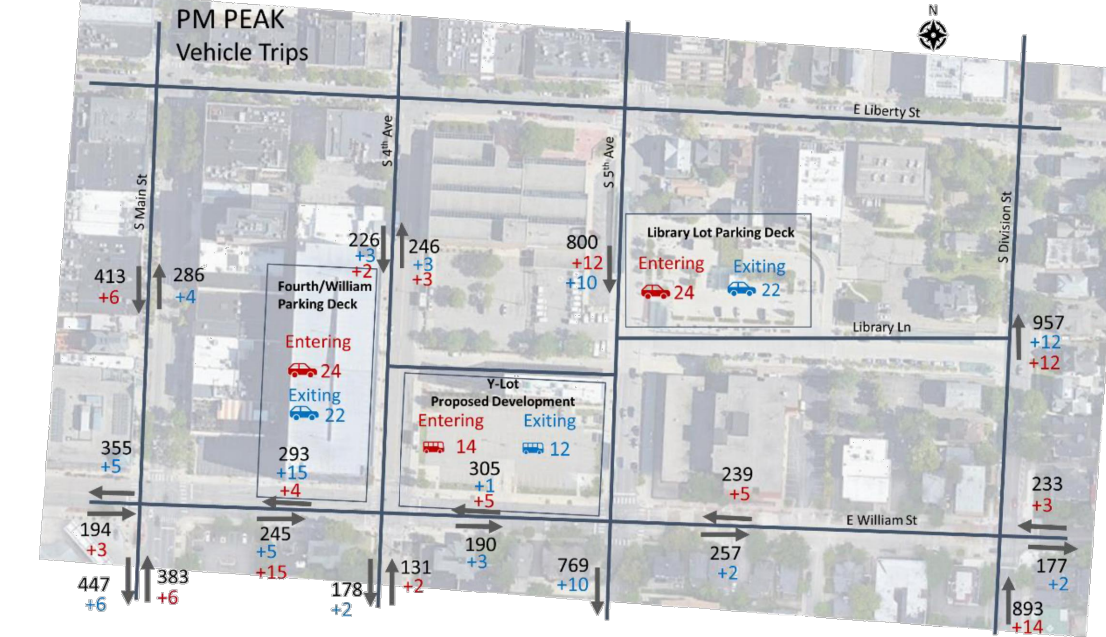 PM PEAK
Vehicle Trips
N
E Liberty St
S Main St
S 4th Ave
S 5th Ave
S Division St
413
+6
286
+4
226
+3
+2
246
+3
+3
800
+12
+10
Library Lot Parking Deck
Entering
24
Exiting
22
Library Ln
957
+12
+12
Fourth/William
Parking Deck
Entering
24
Exiting
22
Y-Lot
Proposed Development
Entering
14
Exiting
12
355
+5
293
+15
+4
305
+1
+5
239
+5
233
+3
E William St
194
+3
245
+5
+15
190
+3
257
+2
177
+2
447
+6
383
+6
178
+2
131
+2
769
+10
893
+14